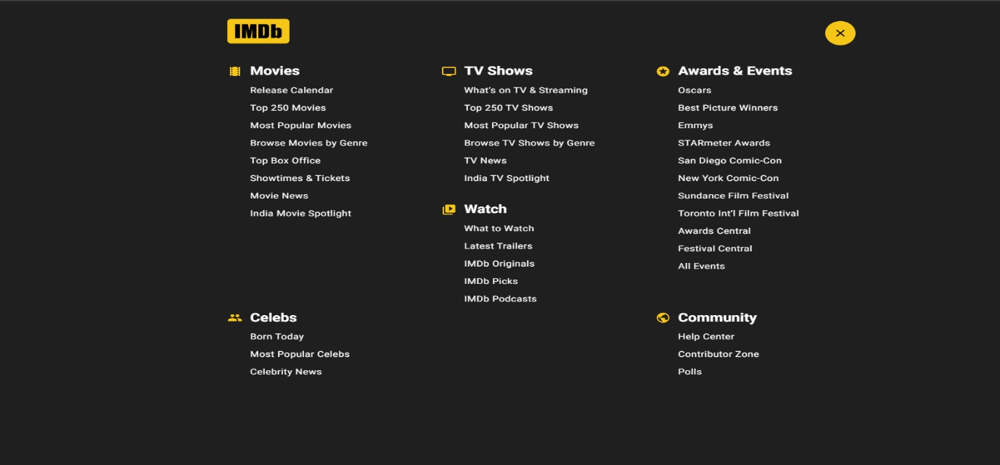 IMDb
Movies
Release Calendar
Top 250 Movies
Most Popular Movies
Browse Movies by Genre
Top Box Office
Showtimes & Tickets
Movie News
India Movie Spotlight
TV Shows
What's on TV & Streaming
Top 250 TV Shows
Most Popular TV Shows
Browse TV Shows by Genre
TV News
India TV Spotlight
Watch
What to Watch
Latest Trailers
IMDb Originals
IMDb Picks
IMDb Podcasts
Awards & Events
Oscars
Best Picture Winners
Emmys
STARmeter Awards
San Diego Comic-Con
New York Comic-Con
Sundance Film Festival
Toronto Int'l Film Festival
Awards Central
Festival Central
All Events
Celebs
Born Today
Most Popular Celebs
Celebrity News
Community
Help Center
Contributor Zone
Polls